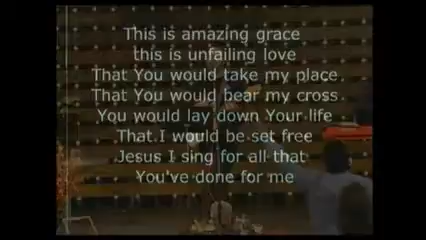 This is amazing grace
this is unfailing love
That You would take my place
That You would bear my cross
You would lay down Your life
That I would be set free
Jesus I sing for all that
You've done for me